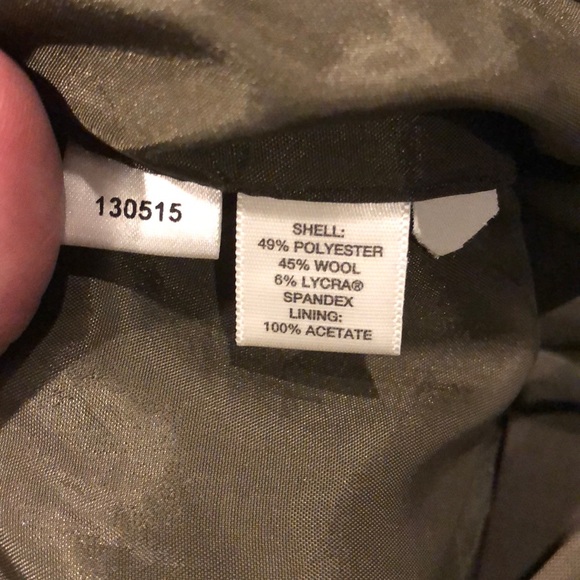 130515
SHELL:
49% POLYESTER
45% WOOL
6% LYCRA®
SPANDEX
LINING:
100% ACETATE